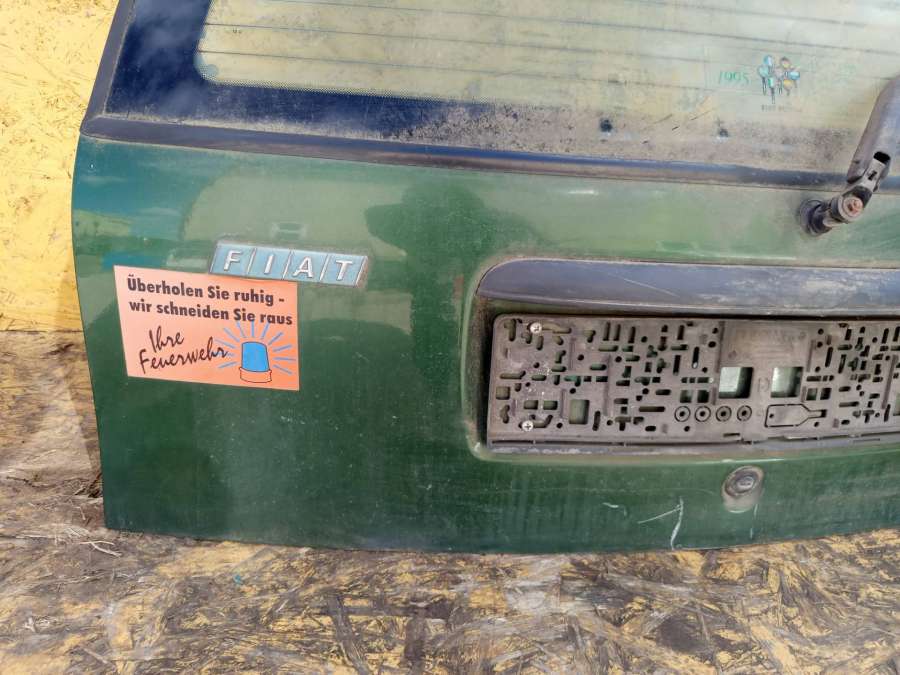 1995
FIAT
Überholen Sie ruhig -
wir schneiden Sie raus
Ihre
Feuerwehr